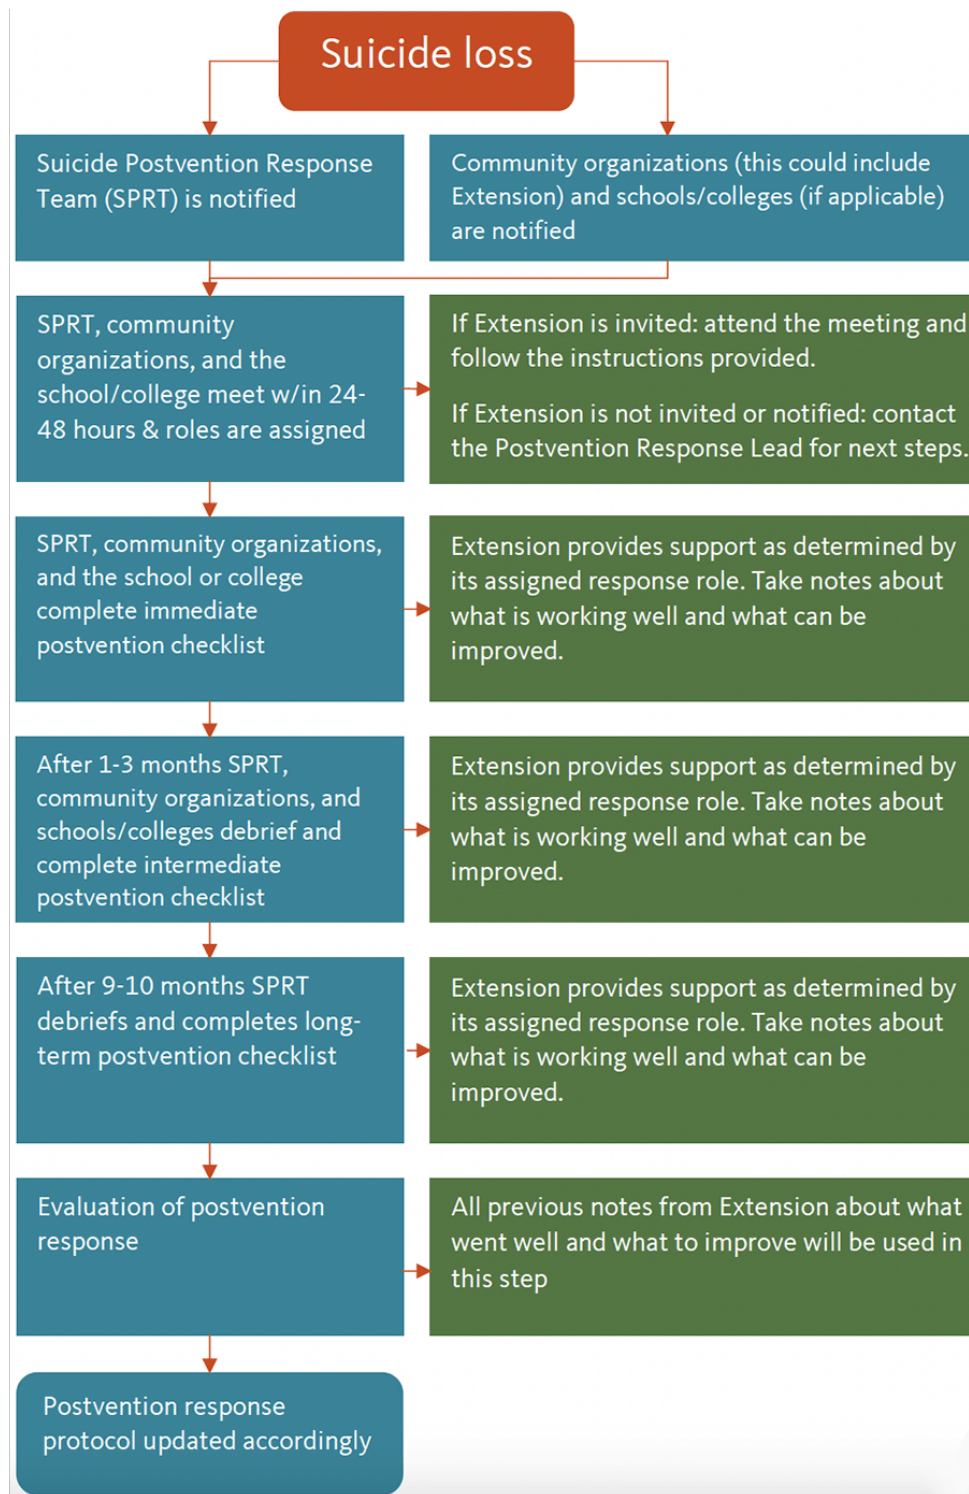 Suicide loss
Suicide Postvention Response
Team (SPRT) is notified
Community organizations (this could include
Extension) and schools/colleges (if applicable)
are notified
SPRT, community
organizations, and the
school/college meet w/in 24-
48 hours & roles are assigned
If Extension is invited: attend the meeting and
follow the instructions provided.
If Extension is not invited or notified: contact
the Postvention Response Lead for next steps.
SPRT, community organizations,
and the school or college
complete immediate
postvention checklist
Extension provides support as determined by
its assigned response role. Take notes about
what is working well and what can be
improved.
After 1-3 months SPRT,
community organizations, and
schools/colleges debrief and
complete intermediate
postvention checklist
Extension provides support as determined by
its assigned response role. Take notes about
what is working well and what can be
improved.
After 9-10 months SPRT
debriefs and completes long-
term postvention checklist
Extension provides support as determined by
its assigned response role. Take notes about
what is working well and what can be
improved.
Evaluation of postvention
response
All previous notes from Extension about what
went well and what to improve will be used in
this step
Postvention response
protocol updated accordingly